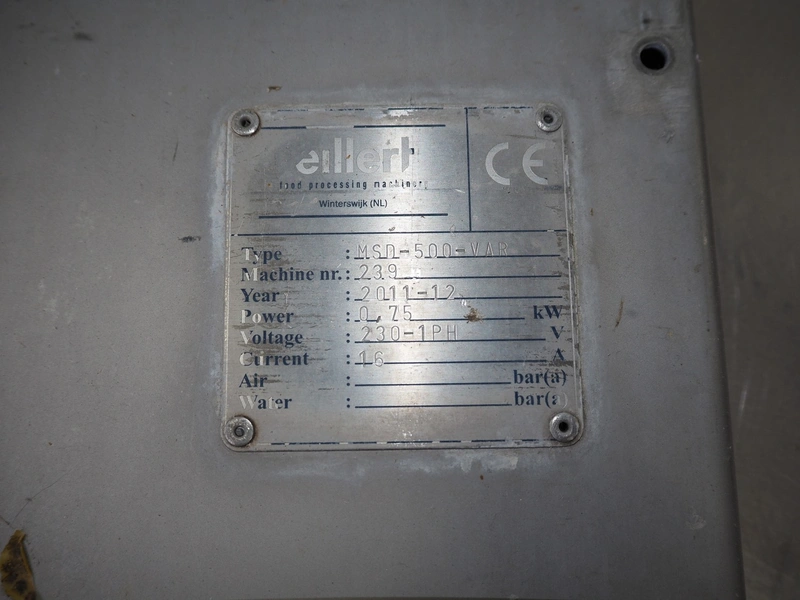 eillert
food processing machinery
Winterswijk (NL)
CE
Type : MSD-500-VAR
Machine nr. : 239
Year : 2011-12
Power : 0,75 kW
Voltage : 230-1PH V
Current : 16 A
Air : bar(a)
Water : bar(a)